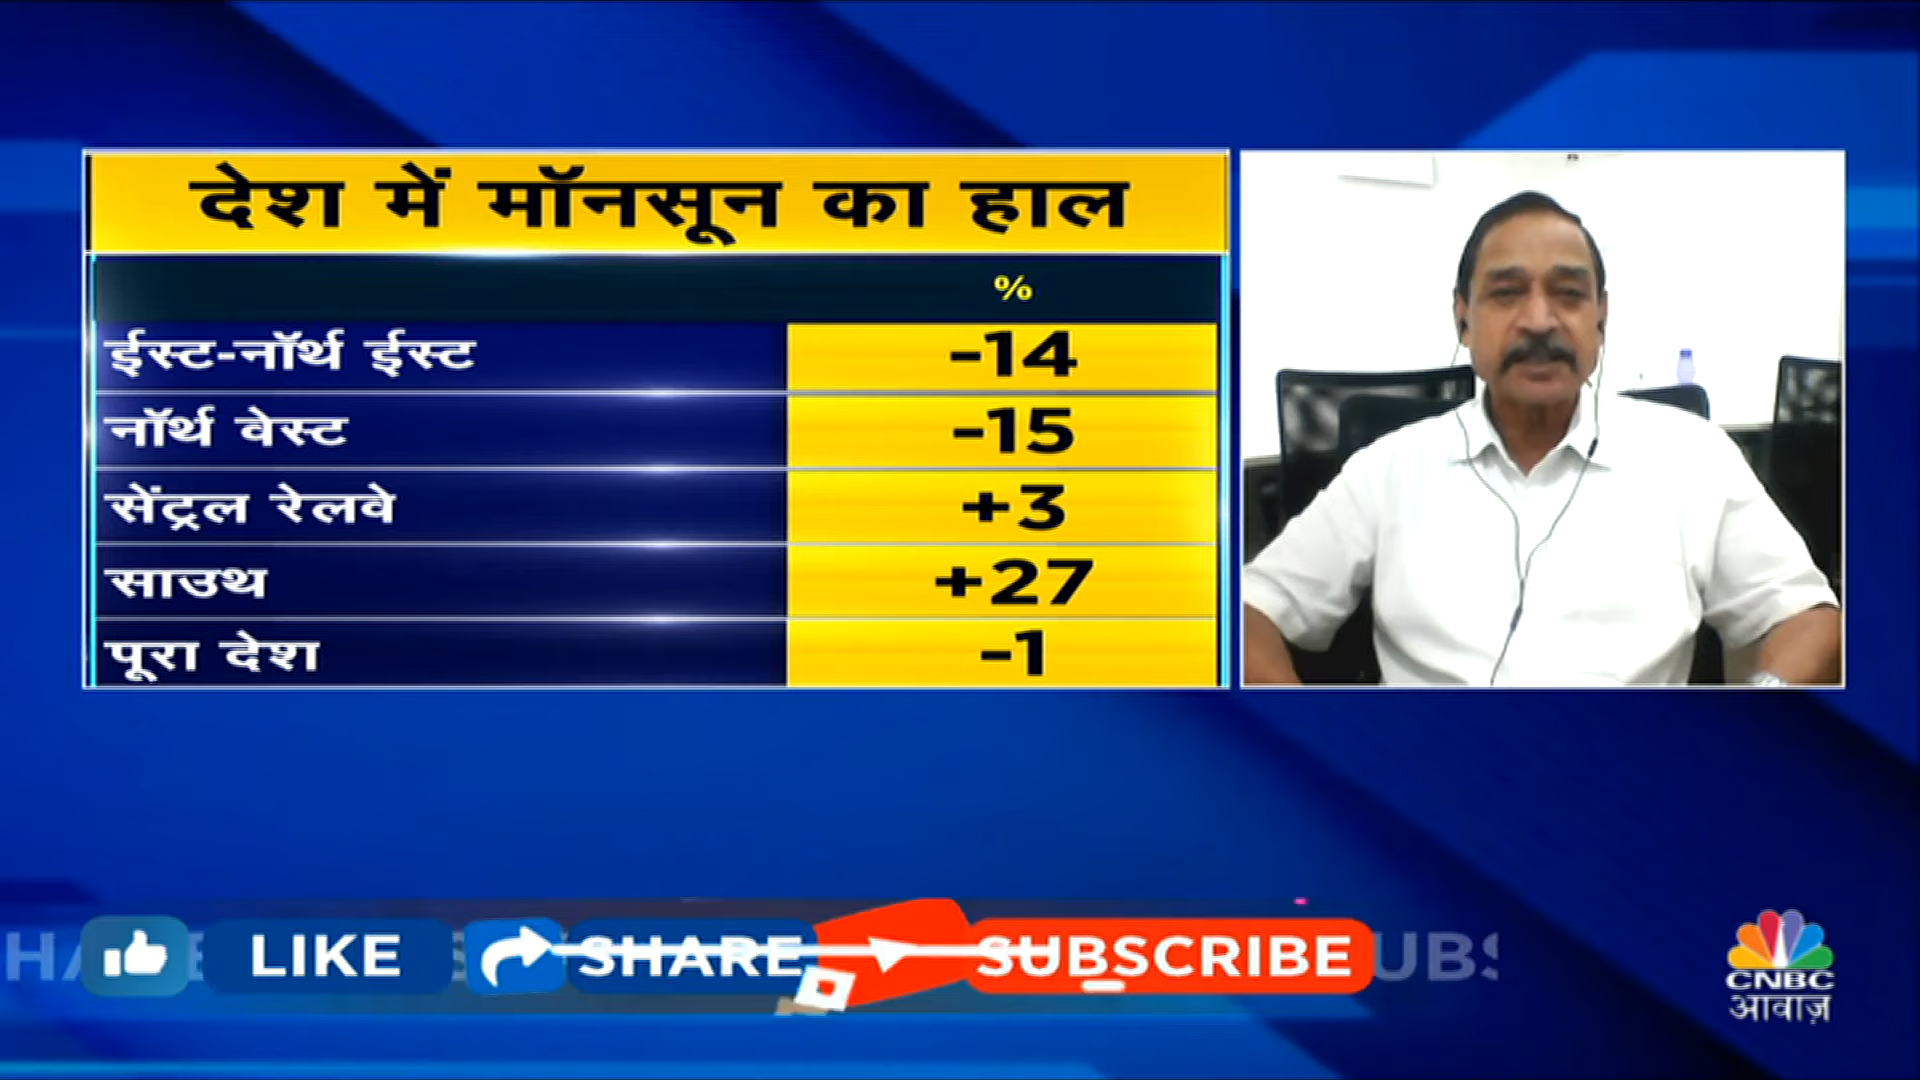 देश में मॉनसून का हाल
%
ईस्ट-नॉर्थ ईस्ट -14
नॉर्थ वेस्ट -15
सेंट्रल रेलवे +3
साउथ +27
पूरा देश -1
LIKE SHARE SUBSCRIBE
CNBC
आवाज़